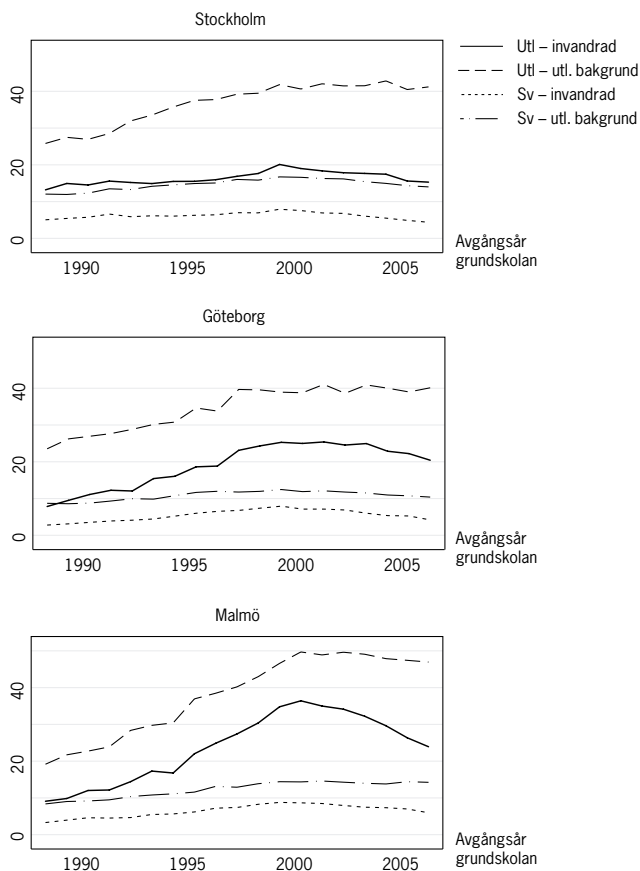 Stockholm
Utl – invandrad
Utl – utl. bakgrund
Sv – invandrad
Sv – utl. bakgrund
40
20
0
1990 1995 2000 2005
Avgångsår
grundskolan
Göteborg
40
20
0
1990 1995 2000 2005
Avgångsår
grundskolan
Malmö
40
20
0
1990 1995 2000 2005
Avgångsår
grundskolan